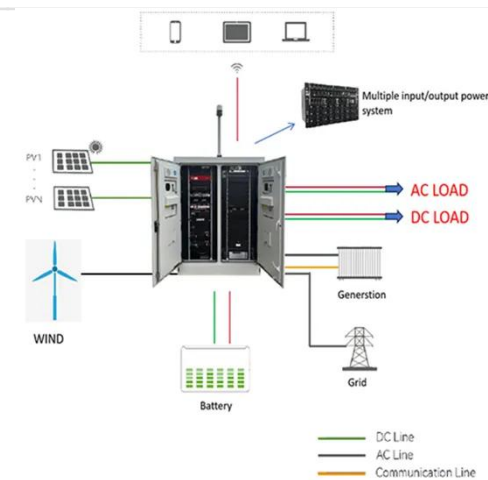 Multiple input/output power
system
PV1
PVN
AC LOAD
DC LOAD
WIND
Generstion
Grid
Battery
DC Line
AC Line
Communication Line